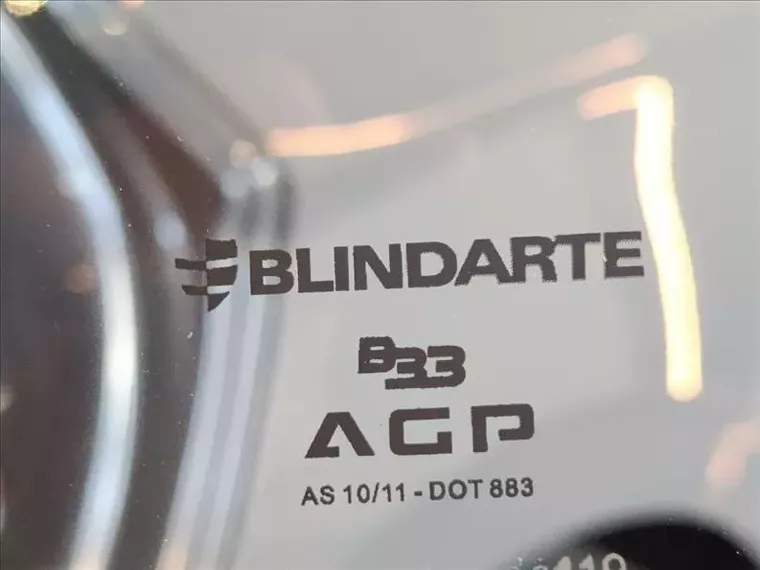 BLINDARTE
B33
AGP
AS 10/11 - DOT 883